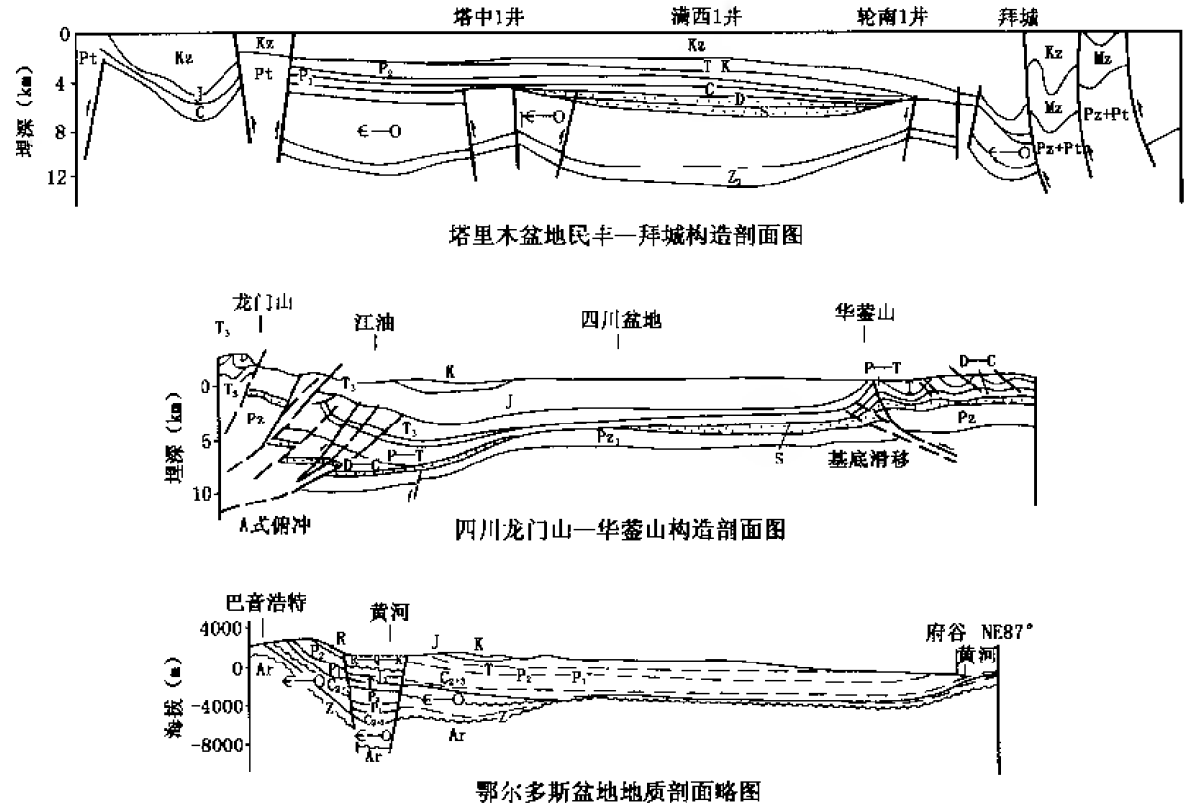 塔中1井 满西1井 轮南1井 拜城
0
4
8
12
埋深（km）
Pt Kz J C Kz Pt P₁ P₂ Kz T K C D S Є—O Є—O Z₂ Kz Mz Mz Pz+Pt Pz+Pt Є—O
塔里木盆地民丰—拜城构造剖面图
龙门山 江油 四川盆地 华蓥山
T₃ K P—T D—C
0
5
10
埋深（km）
T₃ Pz T₃ J T₃ P—T D—C Pz₁ S T Pz
基底滑移
A式俯冲
四川龙门山—华蓥山构造剖面图
巴音浩特 黄河 府谷 NE87°
黄河
4000
0
-4000
-8000
海拔（m）
R J K
Ar P₂ P₁ C₂₊₃ Є—O Z T P₂ P₁ C₂₊₃ Є—O Ar
T P₂ P₁ C₂₊₃ Є—O Z Ar
鄂尔多斯盆地地质剖面略图